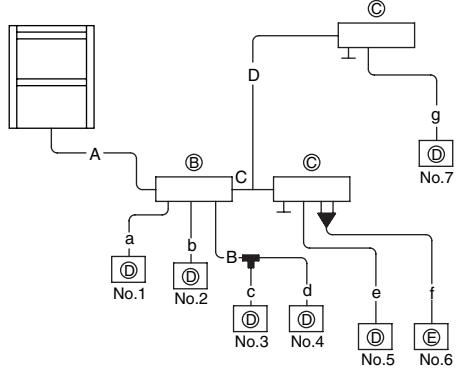 Ⓒ
D
g
Ⓓ
No.7
A
Ⓑ
C
Ⓒ
a
b
B
c
d
e
f
Ⓓ
No.1
Ⓓ
No.2
Ⓓ
No.3
Ⓓ
No.4
Ⓓ
No.5
Ⓔ
No.6